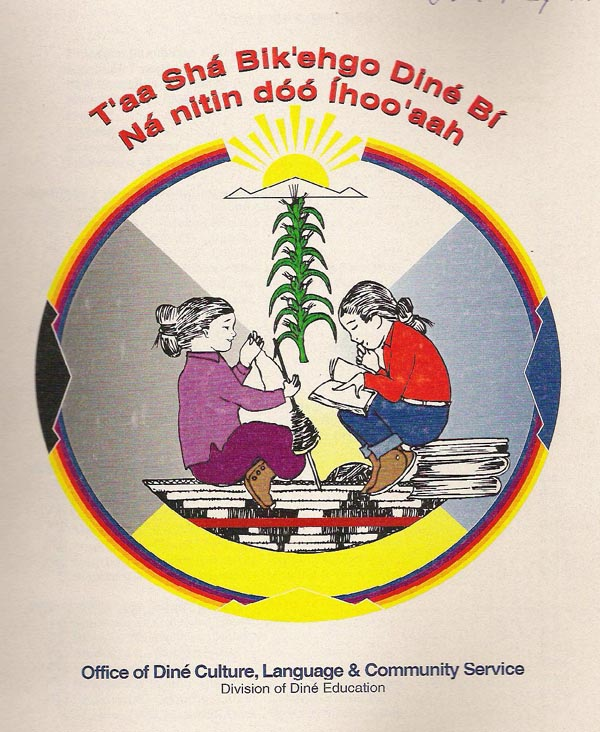 T'aa Shá Bik'ehgo Diné Bí
Ná nitin dóó Íhoo'aah
Office of Diné Culture, Language & Community Service
Division of Diné Education